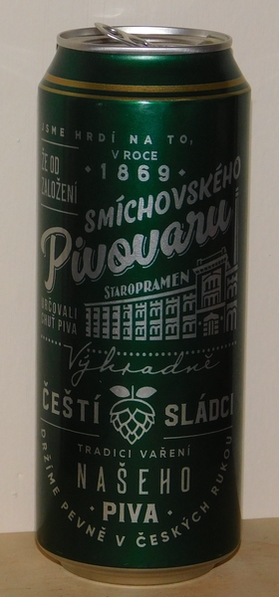 JSME HRDÍ NA TO,
ŽE OD
ZALOŽENÍ
V ROCE
1869
SMÍCHOVSKÉHO
Pivovaru
STAROPRAMEN
URČOVALI
CHUŤ PIVA
Výhradně
ČEŠTÍ SLÁDCI
TRADICI VAŘENÍ
NAŠEHO
PIVA
DRŽÍME PEVNĚ V ČESKÝCH RUKOU